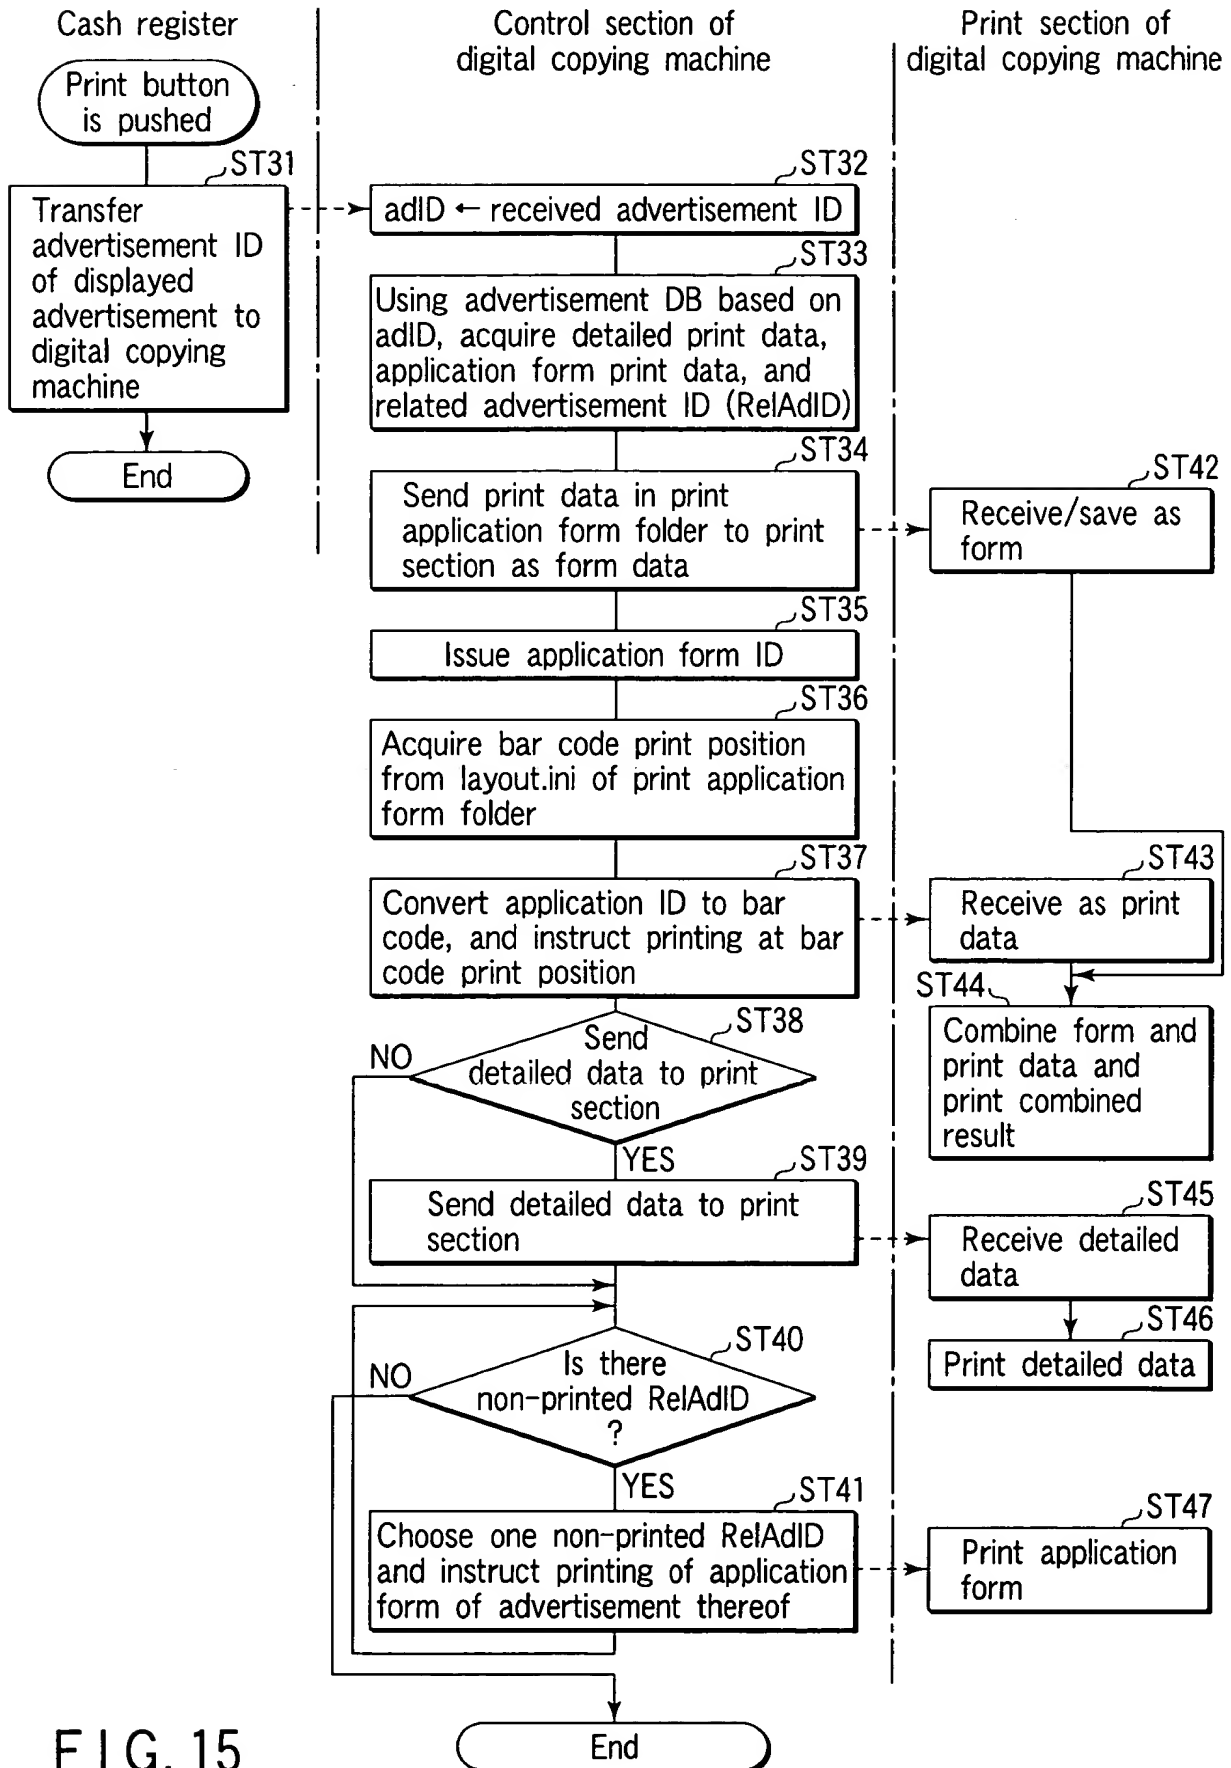 Cash register
Control section of
digital copying machine
Print section of
digital copying machine
Print button
is pushed
ST31
Transfer
advertisement ID
of displayed
advertisement to
digital copying
machine
End
ST32
adID ← received advertisement ID
ST33
Using advertisement DB based on
adID, acquire detailed print data,
application form print data, and
related advertisement ID (RelAdID)
ST34
Send print data in print
application form folder to print
section as form data
ST42
Receive/save as
form
ST35
Issue application form ID
ST36
Acquire bar code print position
from layout.ini of print application
form folder
ST37
Convert application ID to bar
code, and instruct printing at bar
code print position
ST43
Receive as print
data
ST44
Combine form and
print data and
print combined
result
ST38
Send
detailed data to print
section
NO
YES
ST39
Send detailed data to print
section
ST45
Receive detailed
data
ST46
Print detailed data
ST40
Is there
non-printed RelAdID
?
NO
YES
ST41
Choose one non-printed RelAdID
and instruct printing of application
form of advertisement thereof
ST47
Print application
form
End
FIG. 15